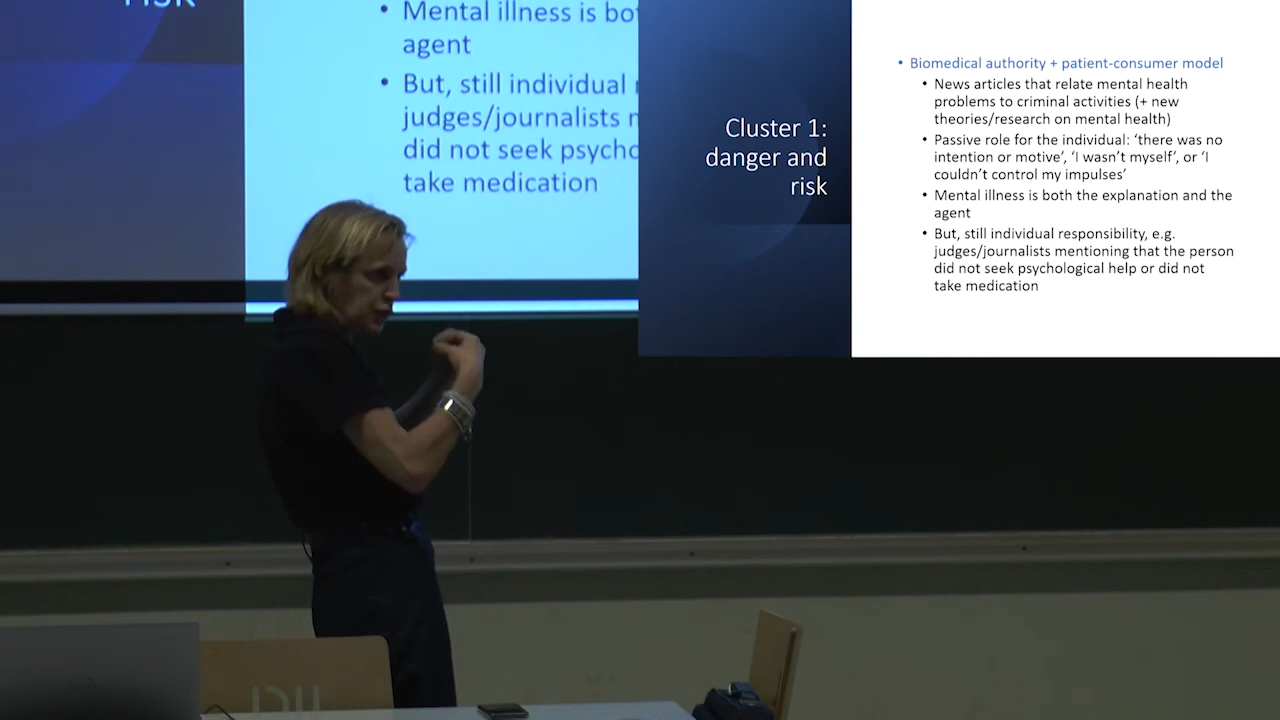 Mental illness is
agent
But, still individual
judges/journalists
did not seek
take medication
Cluster 1:
danger and
risk
• Biomedical authority + patient-consumer model
• News articles that relate mental health
problems to criminal activities (+ new
theories/research on mental health)
• Passive role for the individual: ‘there was no
intention or motive’, ‘I wasn’t myself’, or ‘I
couldn’t control my impulses’
• Mental illness is both the explanation and the
agent
• But, still individual responsibility, e.g.
judges/journalists mentioning that the person
did not seek psychological help or did not
take medication